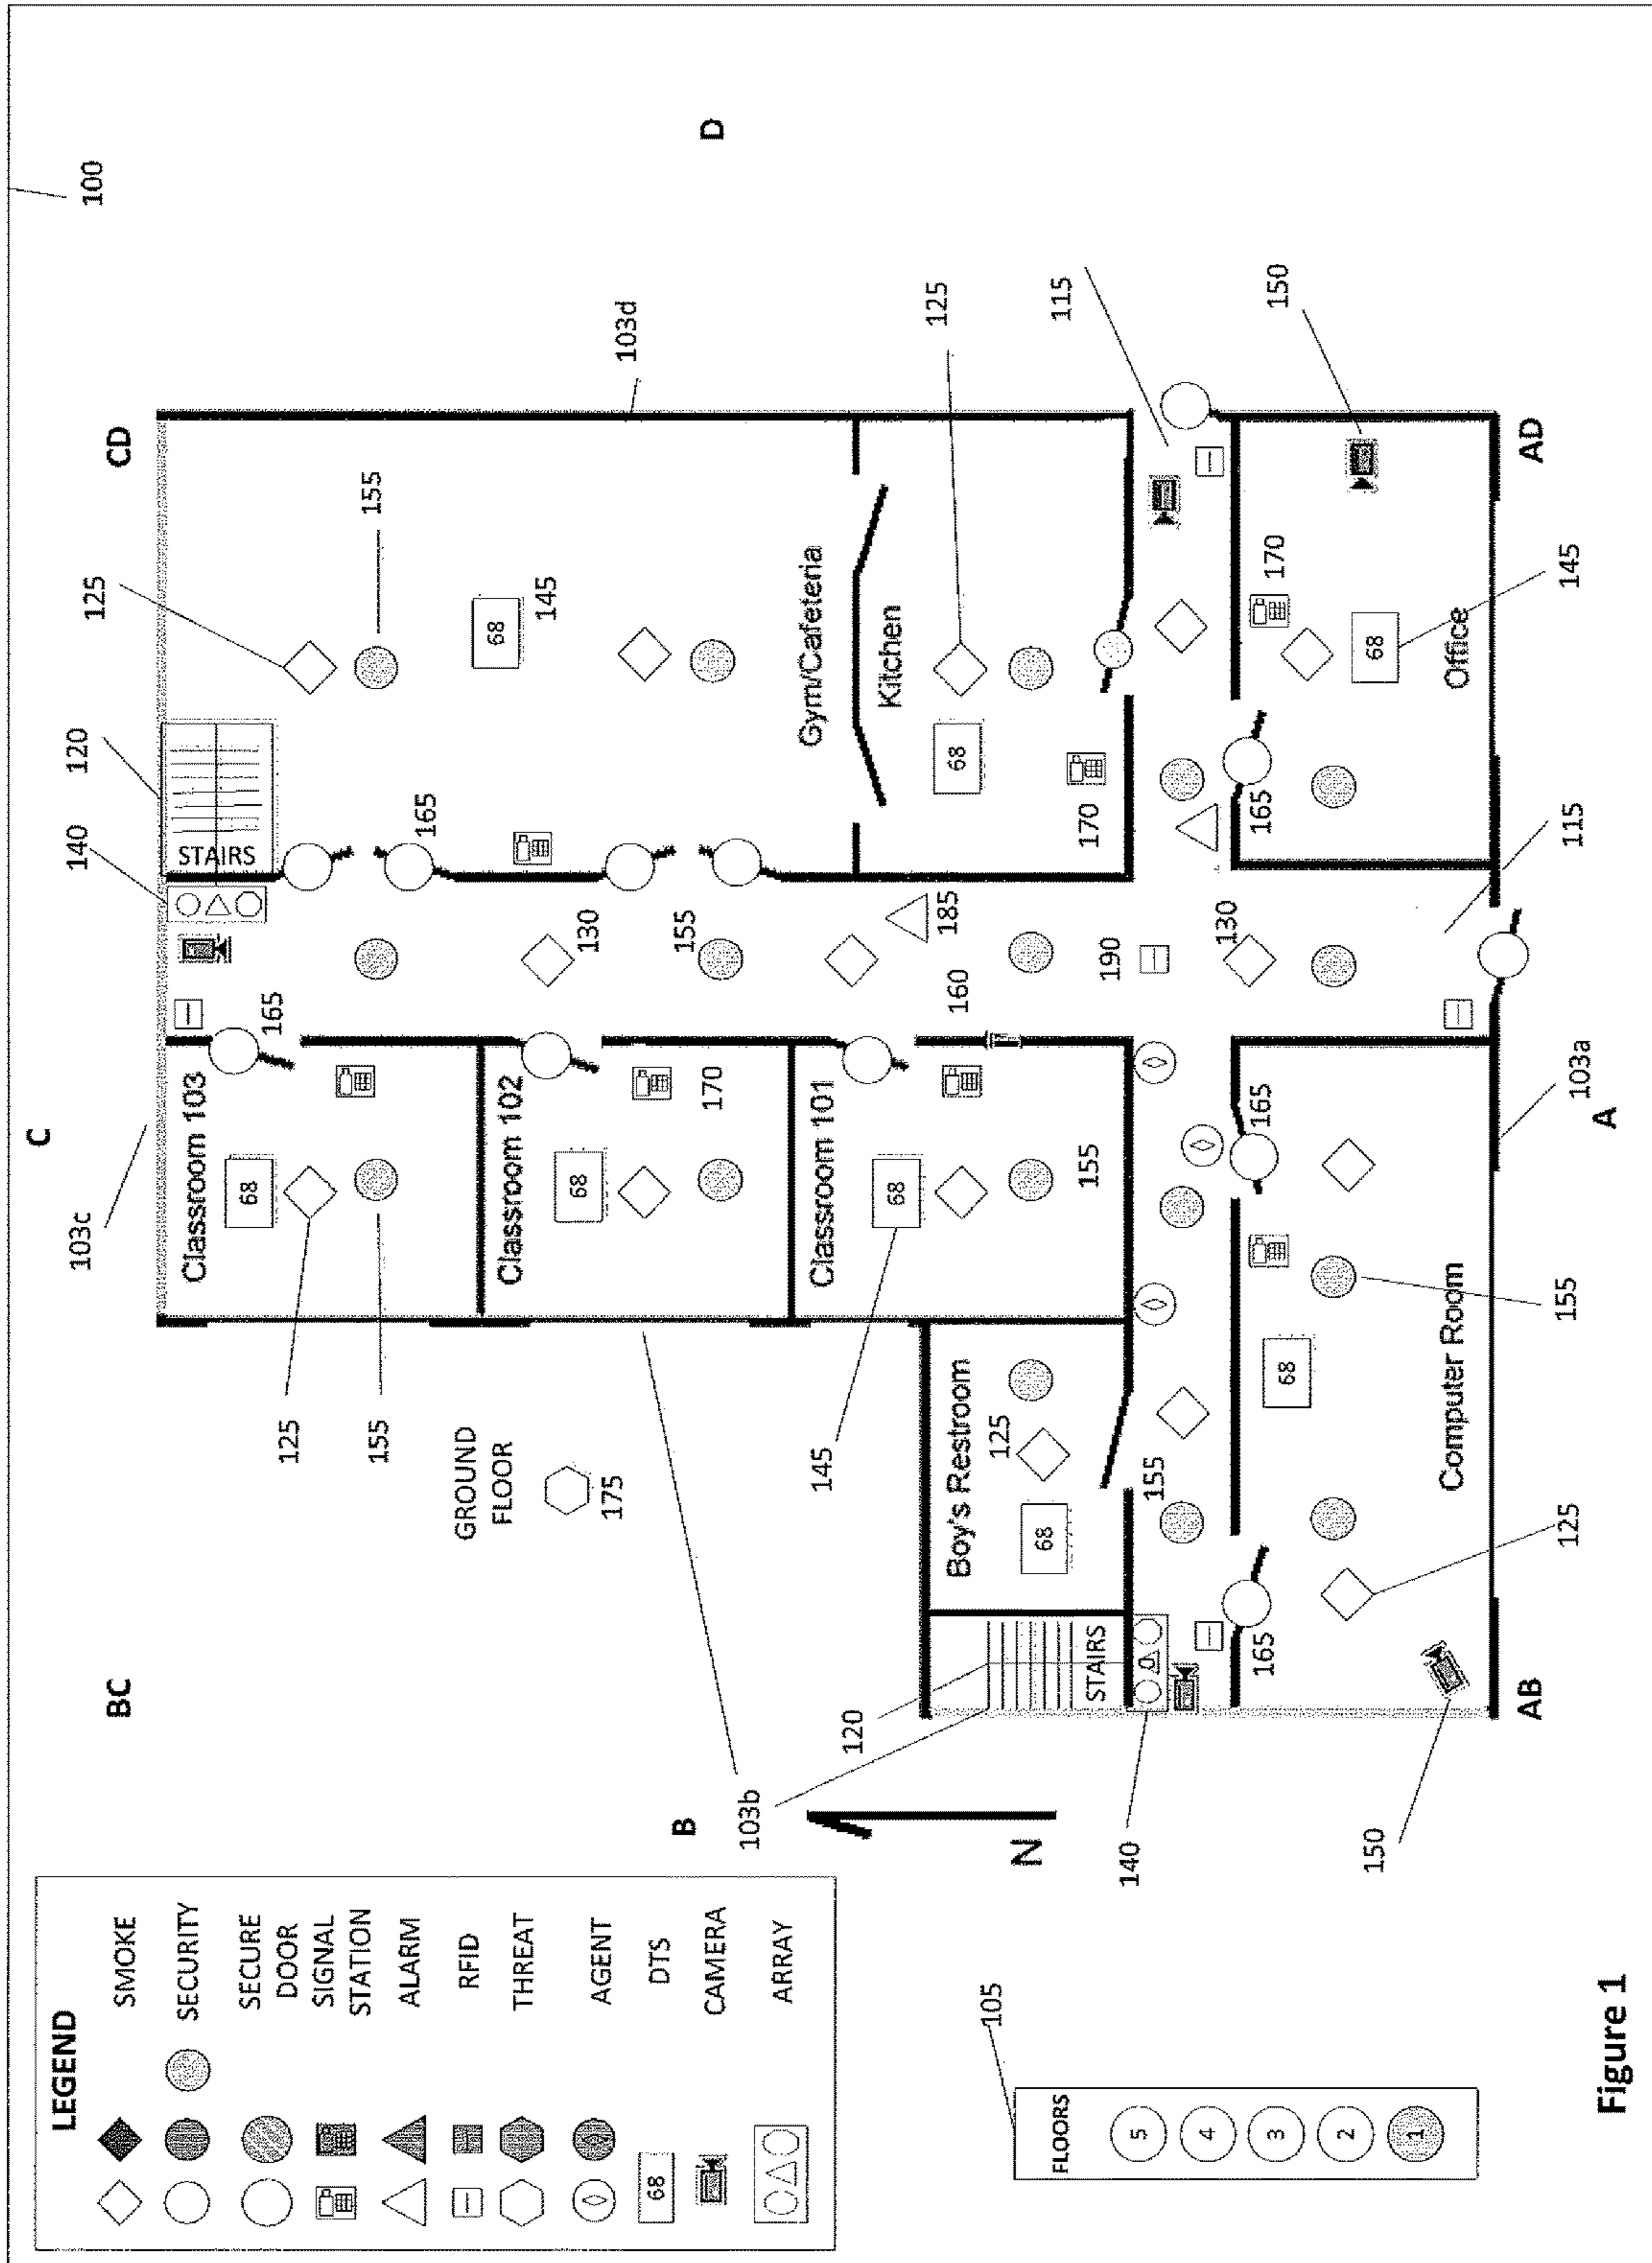 100
LEGEND
SMOKE
SECURITY
SECURE
DOOR
SIGNAL
STATION
ALARM
RFID
THREAT
AGENT
68
DTS
CAMERA
ARRAY
105
FLOORS
5
4
3
2
1
BC
C
CD
B
D
N
AB
A
AD
103c
103b
103d
103a
GROUND
FLOOR
175
125
155
145
Classroom 103
68
165
Classroom 102
68
170
Classroom 101
68
155
Boy's Restroom
125
68
STAIRS
120
140
155
150
165
165
Computer Room
68
125
155
140
120
STAIRS
125
155
165
68
145
Gym/Cafeteria
Kitchen
125
68
170
130
155
185
160
190
130
115
150
115
165
170
68
145
Office
Figure 1